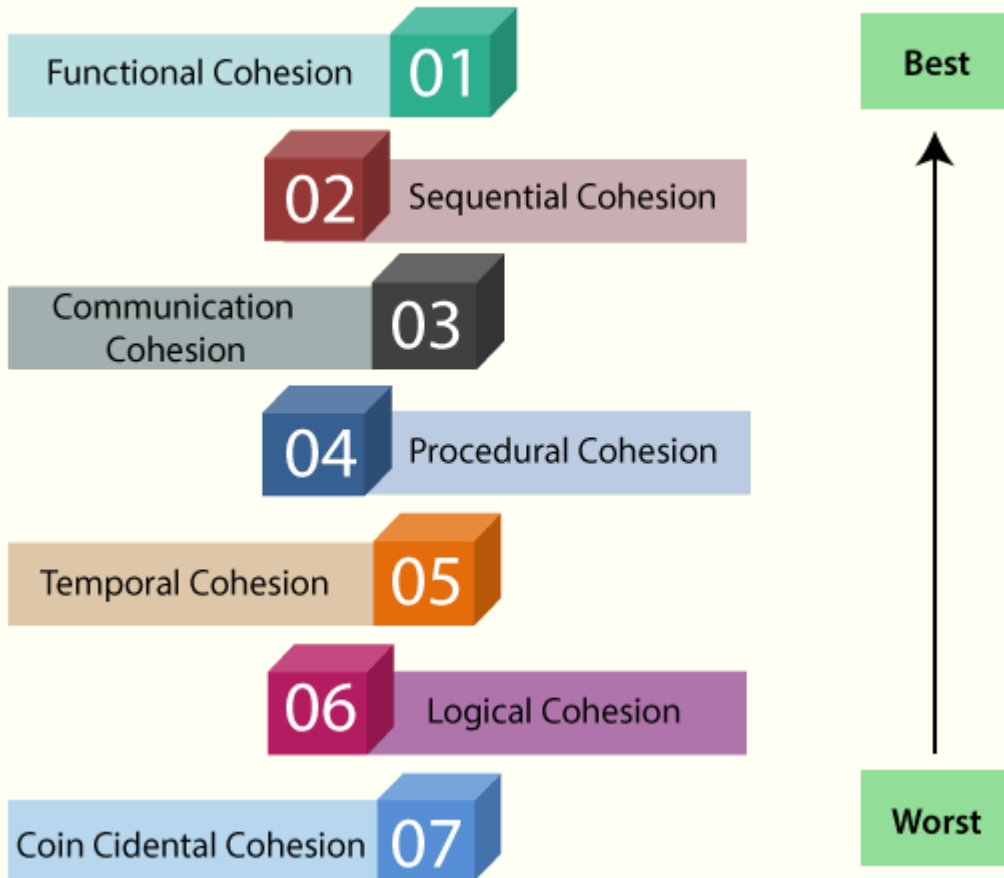 Functional Cohesion 01
Best
02 Sequential Cohesion
Communication
Cohesion
03
04 Procedural Cohesion
Temporal Cohesion 05
06 Logical Cohesion
Worst
Coin Cidental Cohesion 07